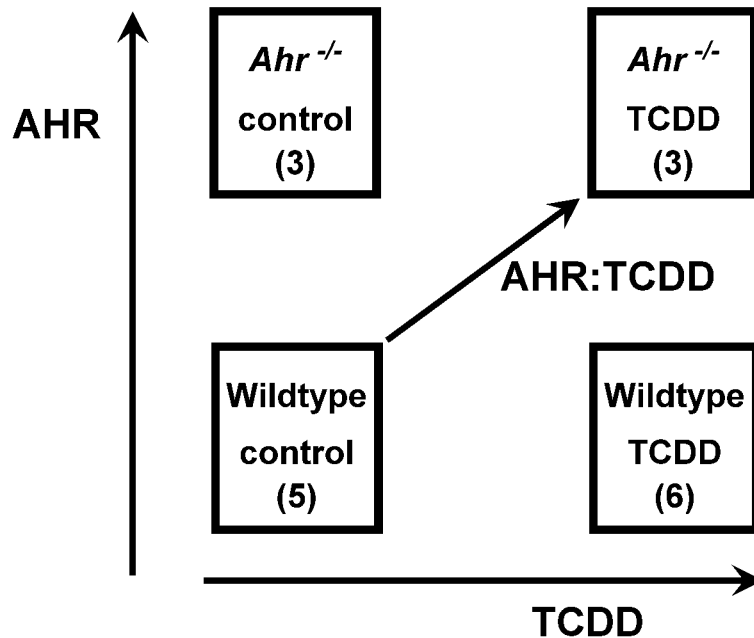 Ahr -/-
control
(3)
Ahr -/-
TCDD
(3)
AHR
AHR:TCDD
Wildtype
control
(5)
Wildtype
TCDD
(6)
TCDD